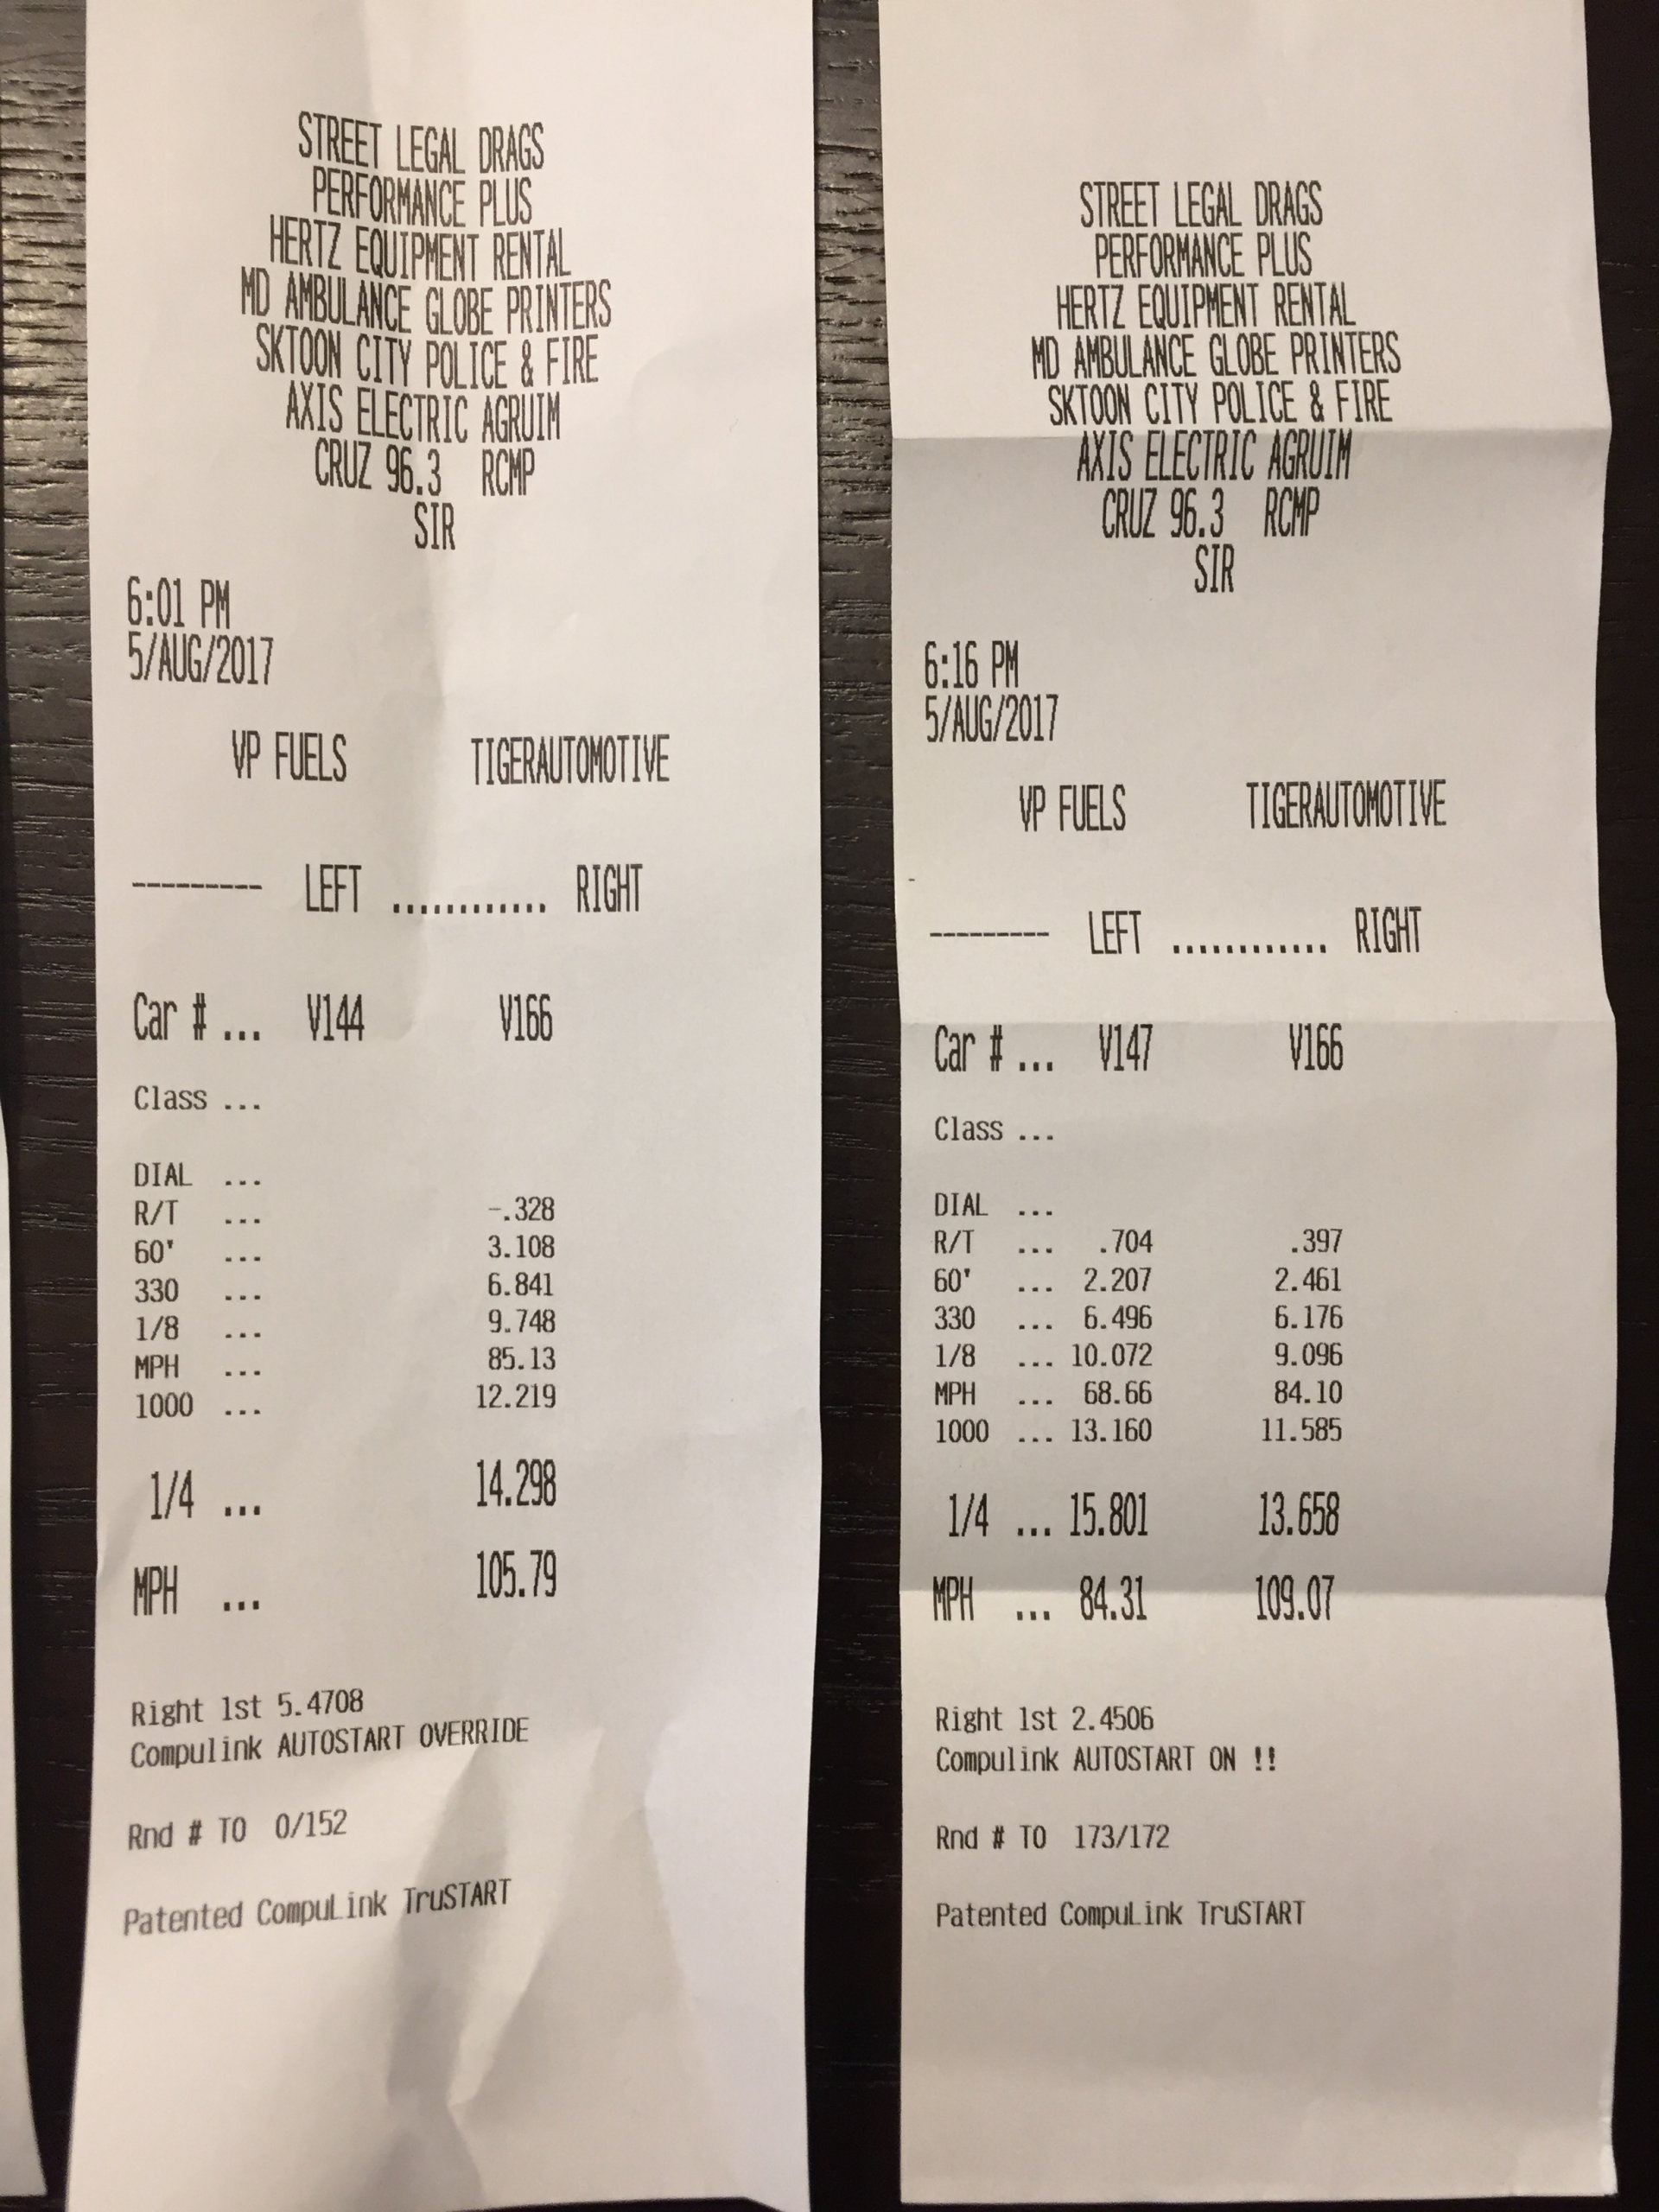 STREET LEGAL DRAGS
PERFORMANCE PLUS
HERTZ EQUIPMENT RENTAL
MD AMBULANCE GLOBE PRINTERS
SKTOON CITY POLICE & FIRE
AXIS ELECTRIC AGRUIM
CRUZ 96.3 RCMP
SIR
6:01 PM
5/AUG/2017
VP FUELS TIGERAUTOMOTIVE
--------- LEFT ............ RIGHT
Car # ... V144 V166
Class ...
DIAL ...
R/T ... -.328
60' ... 3.108
330 ... 6.841
1/8 ... 9.748
MPH ... 85.13
1000 ... 12.219
1/4 ... 14.298
MPH ... 105.79
Right 1st 5.4708
Compulink AUTOSTART OVERRIDE
Rnd # TO 0/152
Patented CompuLink TruSTART
STREET LEGAL DRAGS
PERFORMANCE PLUS
HERTZ EQUIPMENT RENTAL
MD AMBULANCE GLOBE PRINTERS
SKTOON CITY POLICE & FIRE
AXIS ELECTRIC AGRUIM
CRUZ 96.3 RCMP
SIR
6:16 PM
5/AUG/2017
VP FUELS TIGERAUTOMOTIVE
--------- LEFT ............ RIGHT
Car # ... V147 V166
Class ...
DIAL ...
R/T ... .704 .397
60' ... 2.207 2.461
330 ... 6.496 6.176
1/8 ... 10.072 9.096
MPH ... 68.66 84.10
1000 ... 13.160 11.585
1/4 ... 15.801 13.658
MPH ... 84.31 109.07
Right 1st 2.4506
Compulink AUTOSTART ON !!
Rnd # TO 173/172
Patented CompuLink TruSTART